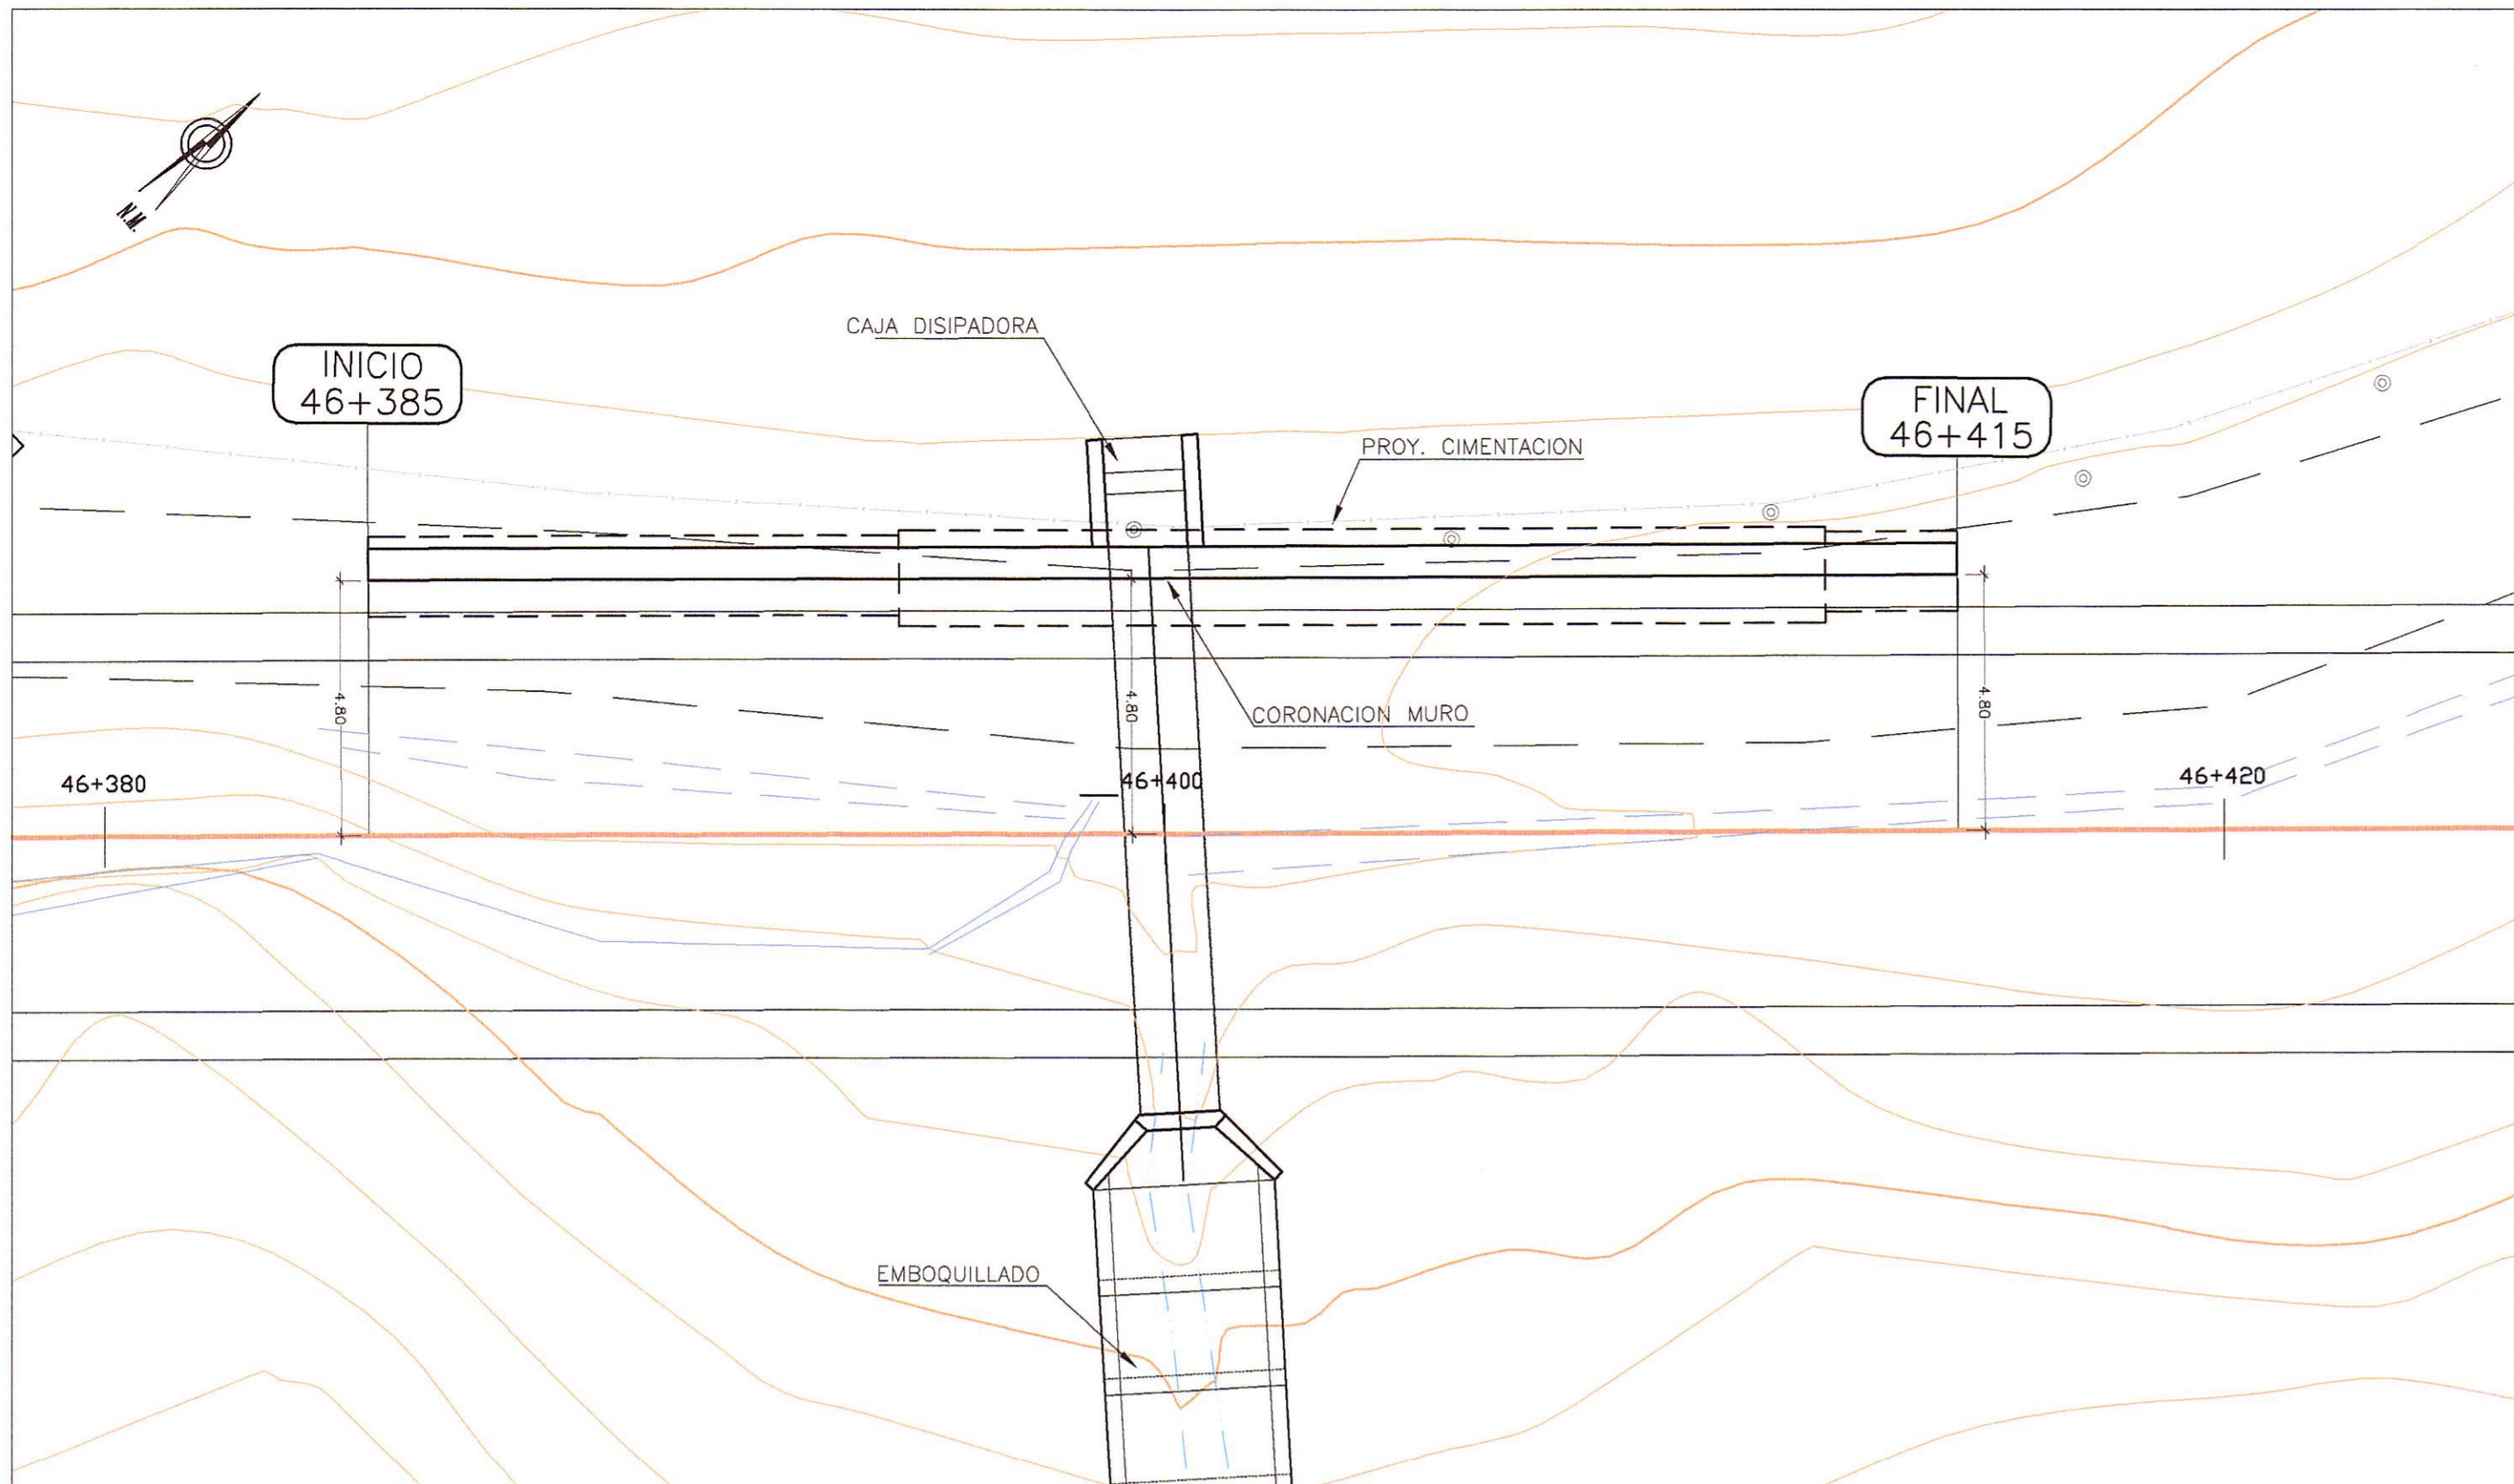 N.M.
CAJA DISIPADORA
INICIO
46+385
FINAL
46+415
PROY. CIMENTACION
4.80
4.80
4.80
CORONACION MURO
46+380
46+400
46+420
EMBOQUILLADO